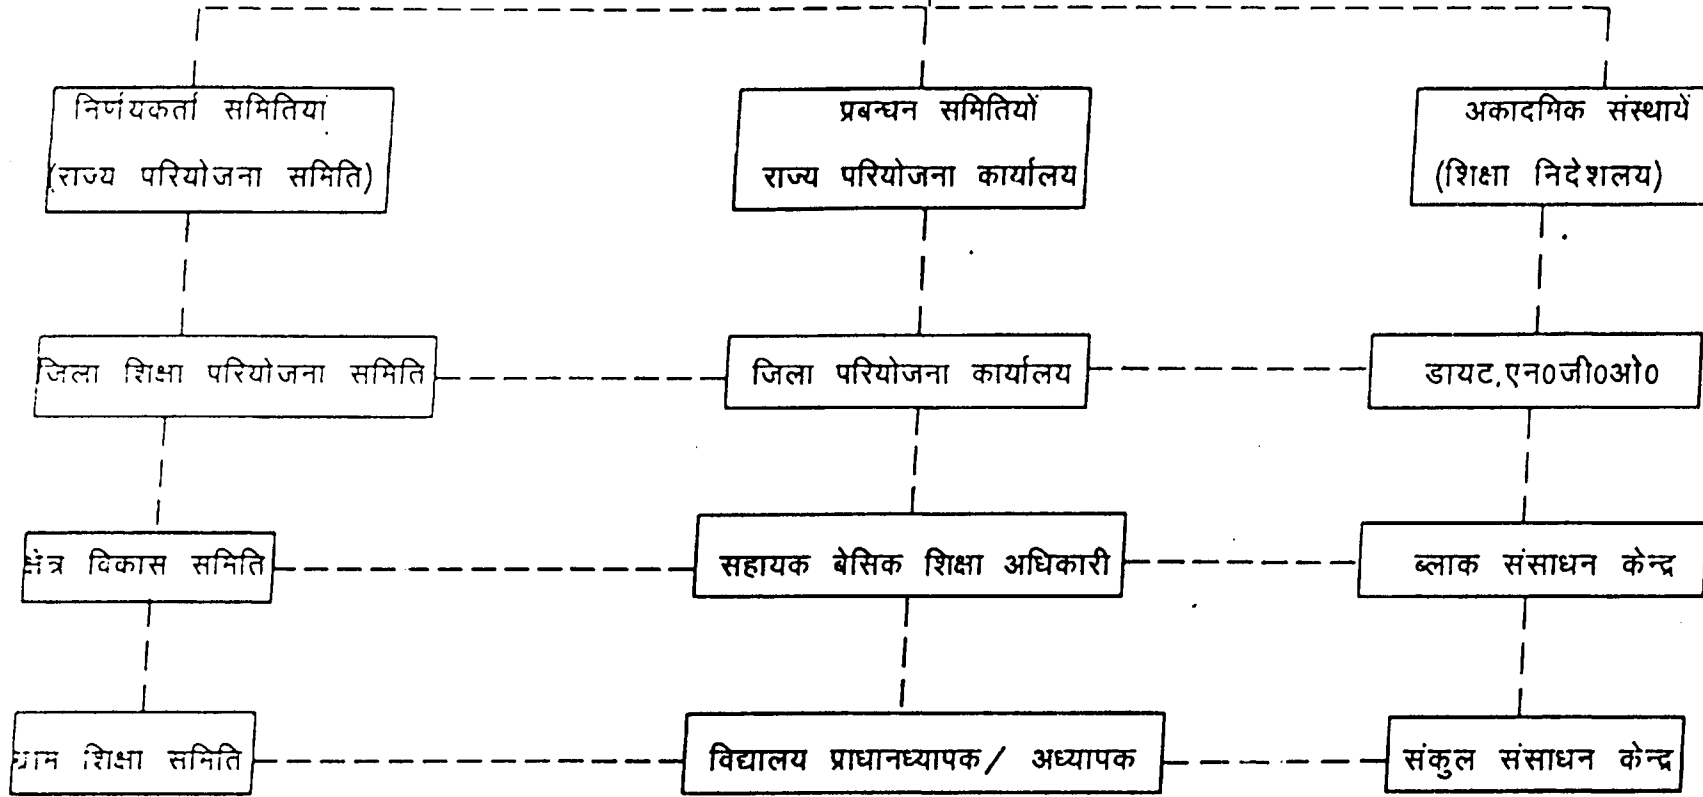 निर्णयकर्ता समितियां
(राज्य परियोजना समिति)
प्रबन्धन समितियों
राज्य परियोजना कार्यालय
अकादमिक संस्थायें
(शिक्षा निदेशलय)
जिला शिक्षा परियोजना समिति
जिला परियोजना कार्यालय
डायट.एन0जी0ओ0
क्षेत्र विकास समिति
सहायक बेसिक शिक्षा अधिकारी
ब्लाक संसाधन केन्द्र
ग्राम शिक्षा समिति
विद्यालय प्राधानध्यापक/ अध्यापक
संकुल संसाधन केन्द्र